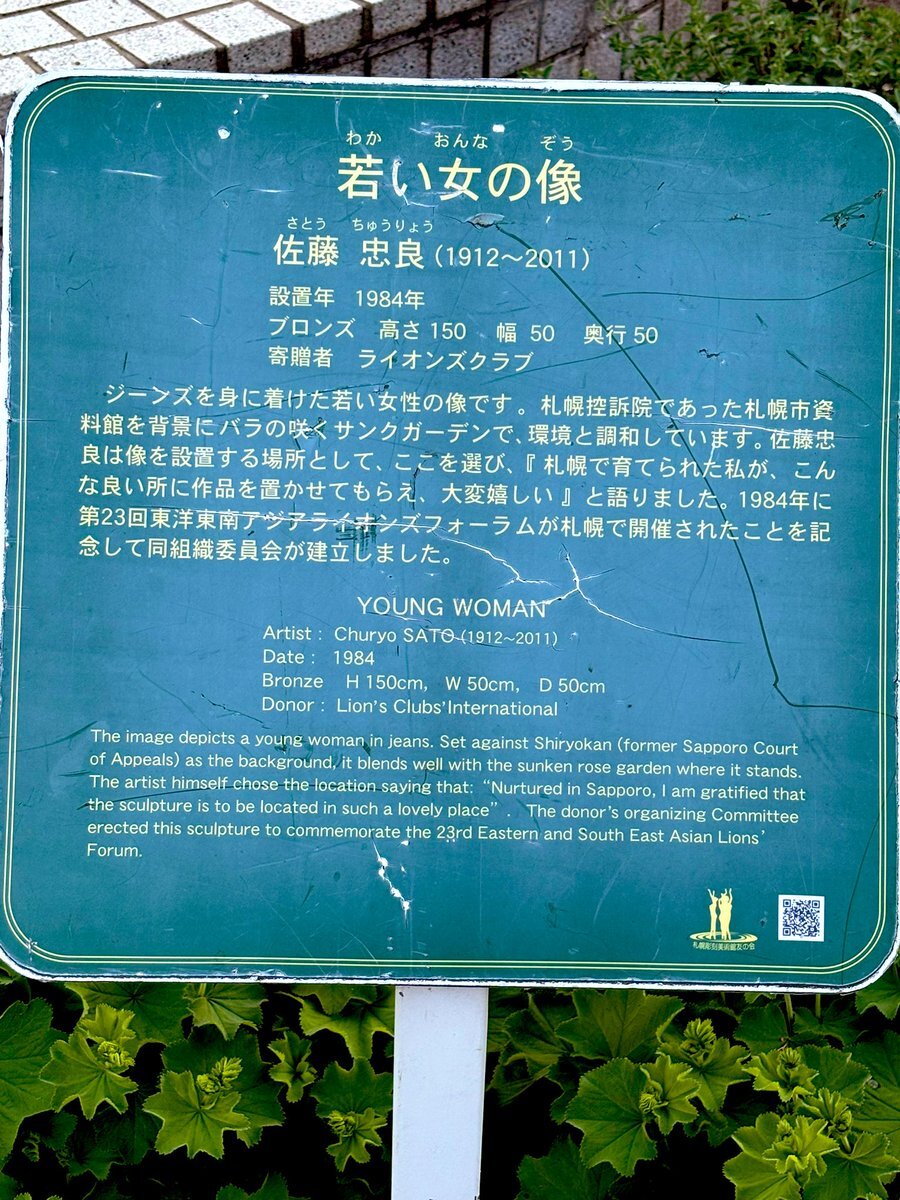 わか おんな ぞう
若い女の像
さとう ちゅうりょう
佐藤 忠良(1912〜2011)
設置年 1984年
ブロンズ 高さ150 幅 50 奥行50
寄贈者 ライオンズクラブ
ジーンズを身に着けた若い女性の像です。札幌控訴院であった札幌市資
料館を背景にバラの咲くサンクガーデンで、環境と調和しています。佐藤忠
良は像を設置する場所として、ここを選び、『札幌で育てられた私が、こん
な良い所に作品を置かせてもらえ、大変嬉しい』と語りました。1984年に
第23回東洋東南アジアライオンズフォーラムが札幌で開催されたことを記
念して同組織委員会が建立しました。
YOUNG WOMAN
Artist : Churyo SATO (1912~2011)
Date : 1984
Bronze H 150cm, W 50cm, D 50cm
Donor : Lion's Clubs'International
The image depicts a young woman in jeans. Set against Shiryokan (former Sapporo Court
of Appeals) as the background, it blends well with the sunken rose garden where it stands.
The artist himself chose the location saying that: “Nurtured in Sapporo, I am gratified that
the sculpture is to be located in such a lovely place”. The donor's organizing Committee
erected this sculpture to commemorate the 23rd Eastern and South East Asian Lions'
Forum.
札幌彫刻美術館友の会